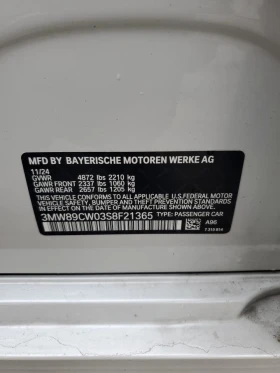 MFD BY BAYERISCHE MOTOREN WERKE AG
11/24
GVWR 4872 lbs 2210 kg
GAWR FRONT 2337 lbs 1060 kg
GAWR REAR 2657 lbs 1205 kg
THIS VEHICLE CONFORMS TO ALL APPLICABLE U.S. FEDERAL MOTOR
VEHICLE SAFETY, BUMPER, AND THEFT PREVENTION STANDARDS
IN EFFECT ON THE DATE OF MANUFACTURE SHOWN ABOVE.
3MW89CW03S8F21365 TYPE: PASSENGER CAR
A96